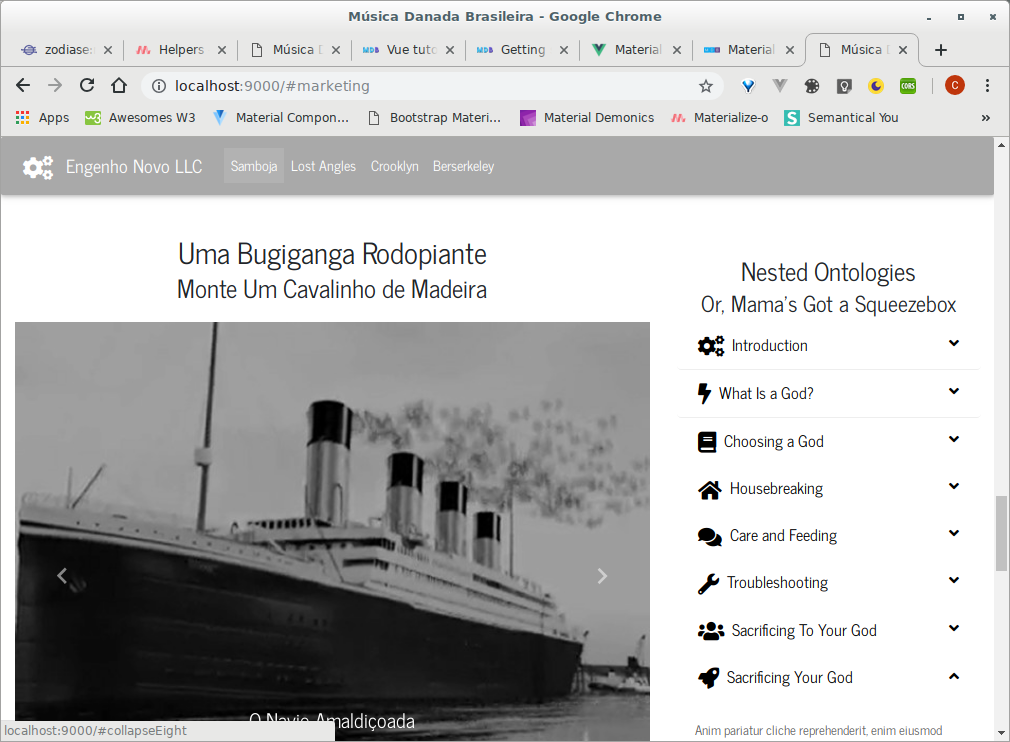 Música Danada Brasileira - Google Chrome
zodiase
Helpers
Música D
Vue tuto
Getting
Material
Material
Música D
localhost:9000/#marketing
C
Apps
w3
Awesomes W3
Material Compon...
Bootstrap Materi...
Material Demonics
Materialize-o
S
Semantical You
»
Engenho Novo LLC
Samboja
Lost Angles
Crooklyn
Berserkeley
Uma Bugiganga Rodopiante
Monte Um Cavalinho de Madeira
O Navio Amaldiçoada
Nested Ontologies
Or, Mama's Got a Squeezebox
Introduction
What Is a God?
Choosing a God
Housebreaking
Care and Feeding
Troubleshooting
Sacrificing To Your God
Sacrificing Your God
Anim pariatur cliche reprehenderit, enim eiusmod
localhost:9000/#collapseEight